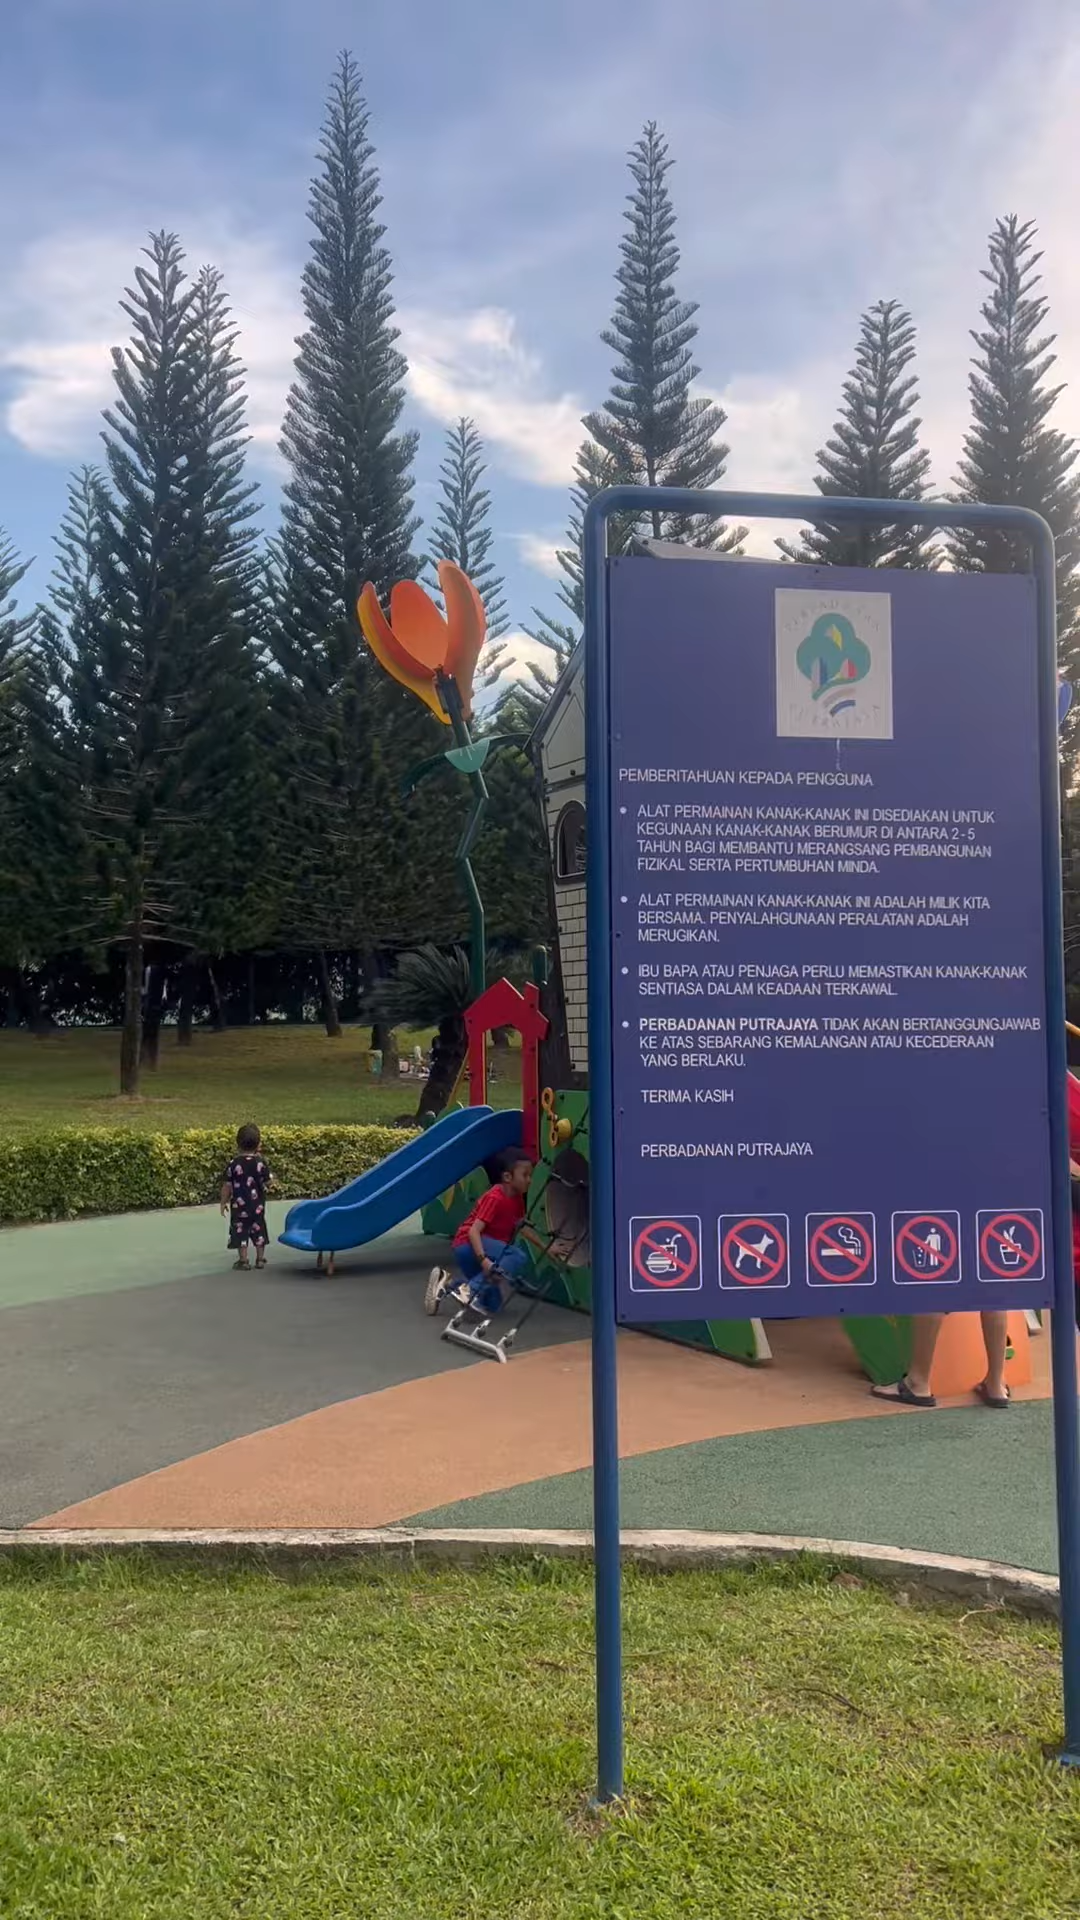 PERBADANAN
PUTRAJAYA
PEMBERITAHUAN KEPADA PENGGUNA
• ALAT PERMAINAN KANAK-KANAK INI DISEDIAKAN UNTUK
KEGUNAAN KANAK-KANAK BERUMUR DI ANTARA 2-5
TAHUN BAGI MEMBANTU MERANGSANG PEMBANGUNAN
FIZIKAL SERTA PERTUMBUHAN MINDA.
• ALAT PERMAINAN KANAK-KANAK INI ADALAH MILIK KITA
BERSAMA. PENYALAHGUNAAN PERALATAN ADALAH
MERUGIKAN.
• IBU BAPA ATAU PENJAGA PERLU MEMASTIKAN KANAK-KANAK
SENTIASA DALAM KEADAAN TERKAWAL.
• PERBADANAN PUTRAJAYA TIDAK AKAN BERTANGGUNGJAWAB
KE ATAS SEBARANG KEMALANGAN ATAU KECEDERAAN
YANG BERLAKU.
TERIMA KASIH
PERBADANAN PUTRAJAYA